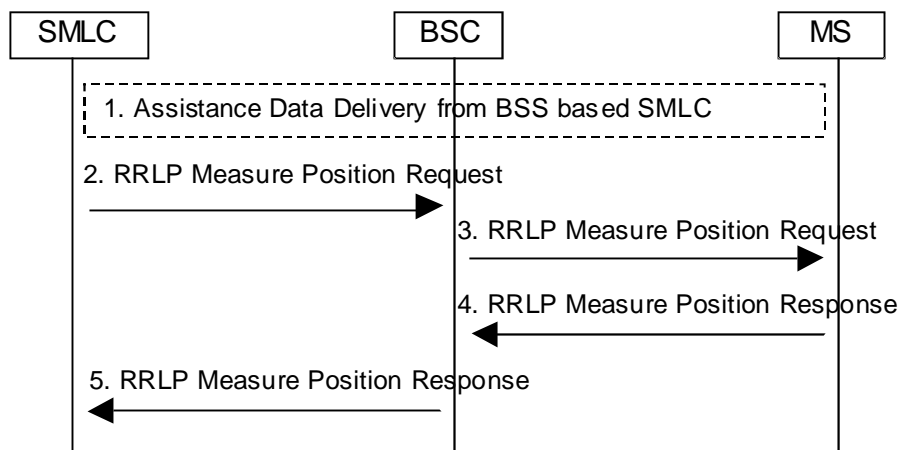 SMLC
BSC
MS
1. Assistance Data Delivery from BSS based SMLC
2. RRLP Measure Position Request
3. RRLP Measure Position Request
4. RRLP Measure Position Response
5. RRLP Measure Position Response